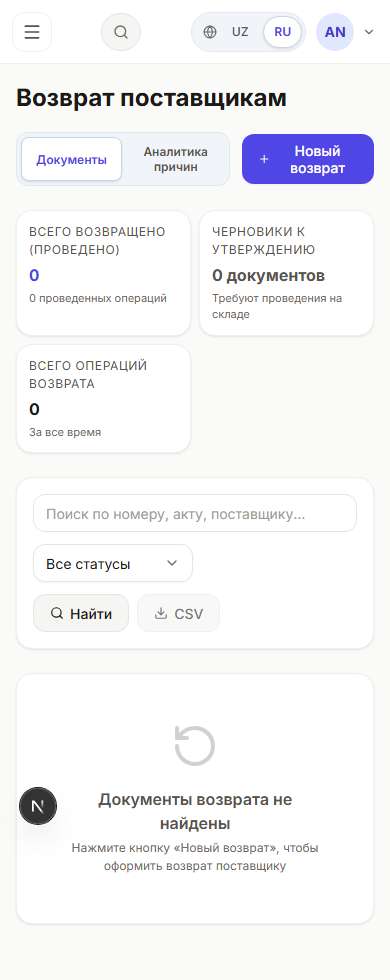 UZ
RU
AN
Возврат поставщикам
Документы
Аналитика
причин
+ Новый
возврат
ВСЕГО ВОЗВРАЩЕНО
(ПРОВЕДЕНО)
0
0 проведенных операций
ЧЕРНОВИКИ К
УТВЕРЖДЕНИЮ
0 документов
Требуют проведения на
складе
ВСЕГО ОПЕРАЦИЙ
ВОЗВРАТА
0
За все время
Поиск по номеру, акту, поставщику...
Все статусы
Найти
CSV
N
Документы возврата не
найдены
Нажмите кнопку «Новый возврат», чтобы
оформить возврат поставщику